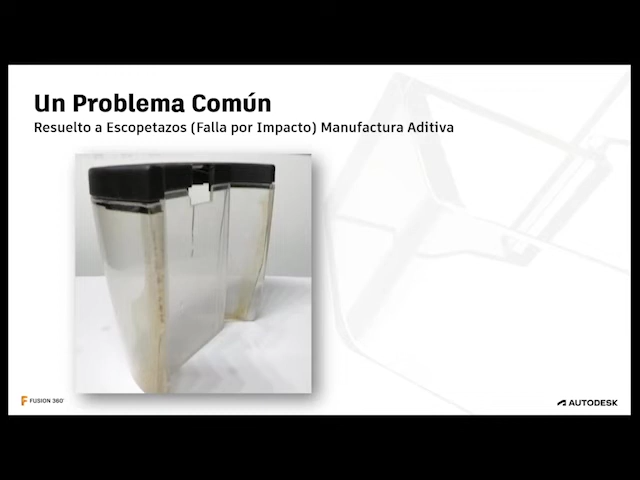 Un Problema Común
Resuelto a Escopetazos (Falla por Impacto) Manufactura Aditiva
FUSION 360°
AUTODESK